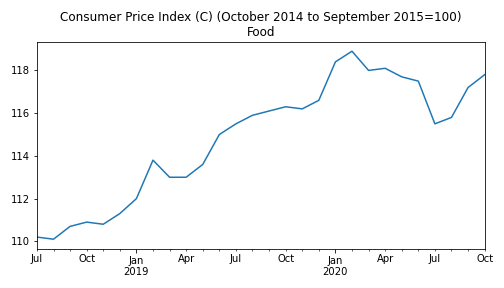 Consumer Price Index (C) (October 2014 to September 2015=100)
Food
118
116
114
112
110
Jul Oct Jan Apr Jul Oct Jan Apr Jul Oct
2019 2020